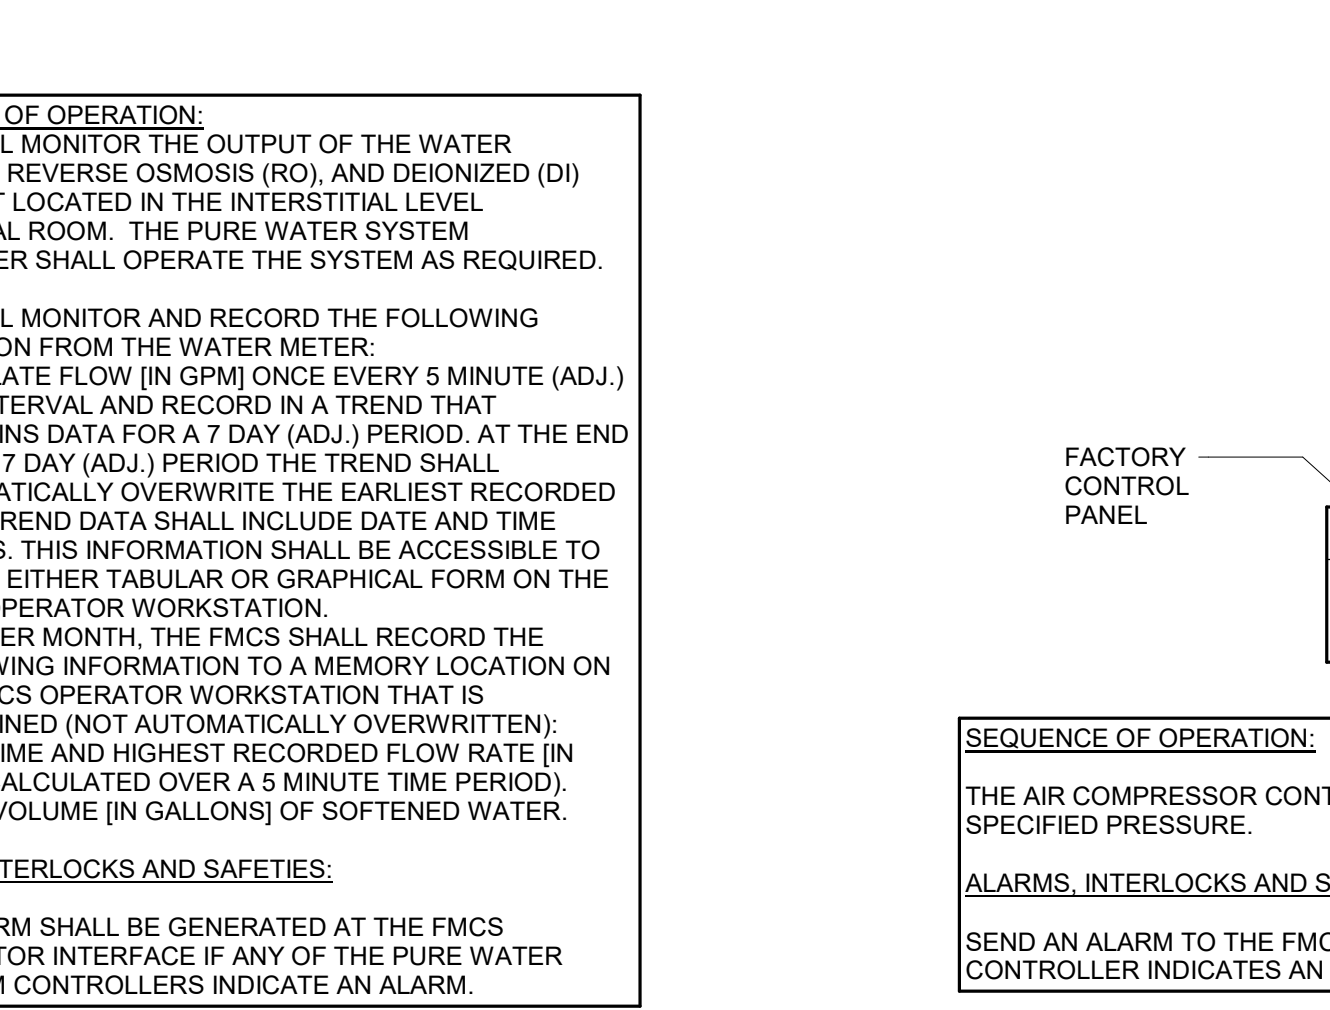 OF OPERATION:
L MONITOR THE OUTPUT OF THE WATER
REVERSE OSMOSIS (RO), AND DEIONIZED (DI)
T LOCATED IN THE INTERSTITIAL LEVEL
AL ROOM. THE PURE WATER SYSTEM
ER SHALL OPERATE THE SYSTEM AS REQUIRED.
L MONITOR AND RECORD THE FOLLOWING
ON FROM THE WATER METER:
LATE FLOW [IN GPM] ONCE EVERY 5 MINUTE (ADJ.)
TERVAL AND RECORD IN A TREND THAT
INS DATA FOR A 7 DAY (ADJ.) PERIOD. AT THE END
7 DAY (ADJ.) PERIOD THE TREND SHALL
ATICALLY OVERWRITE THE EARLIEST RECORDED
REND DATA SHALL INCLUDE DATE AND TIME
S. THIS INFORMATION SHALL BE ACCESSIBLE TO
EITHER TABULAR OR GRAPHICAL FORM ON THE
OPERATOR WORKSTATION.
ER MONTH, THE FMCS SHALL RECORD THE
WING INFORMATION TO A MEMORY LOCATION ON
CS OPERATOR WORKSTATION THAT IS
INED (NOT AUTOMATICALLY OVERWRITTEN):
IME AND HIGHEST RECORDED FLOW RATE [IN
ALCULATED OVER A 5 MINUTE TIME PERIOD).
VOLUME [IN GALLONS] OF SOFTENED WATER.
TERLOCKS AND SAFETIES:
RM SHALL BE GENERATED AT THE FMCS
TOR INTERFACE IF ANY OF THE PURE WATER
M CONTROLLERS INDICATE AN ALARM.
FACTORY
CONTROL
PANEL
SEQUENCE OF OPERATION:
THE AIR COMPRESSOR CONT
SPECIFIED PRESSURE.
ALARMS, INTERLOCKS AND S
SEND AN ALARM TO THE FMC
CONTROLLER INDICATES AN